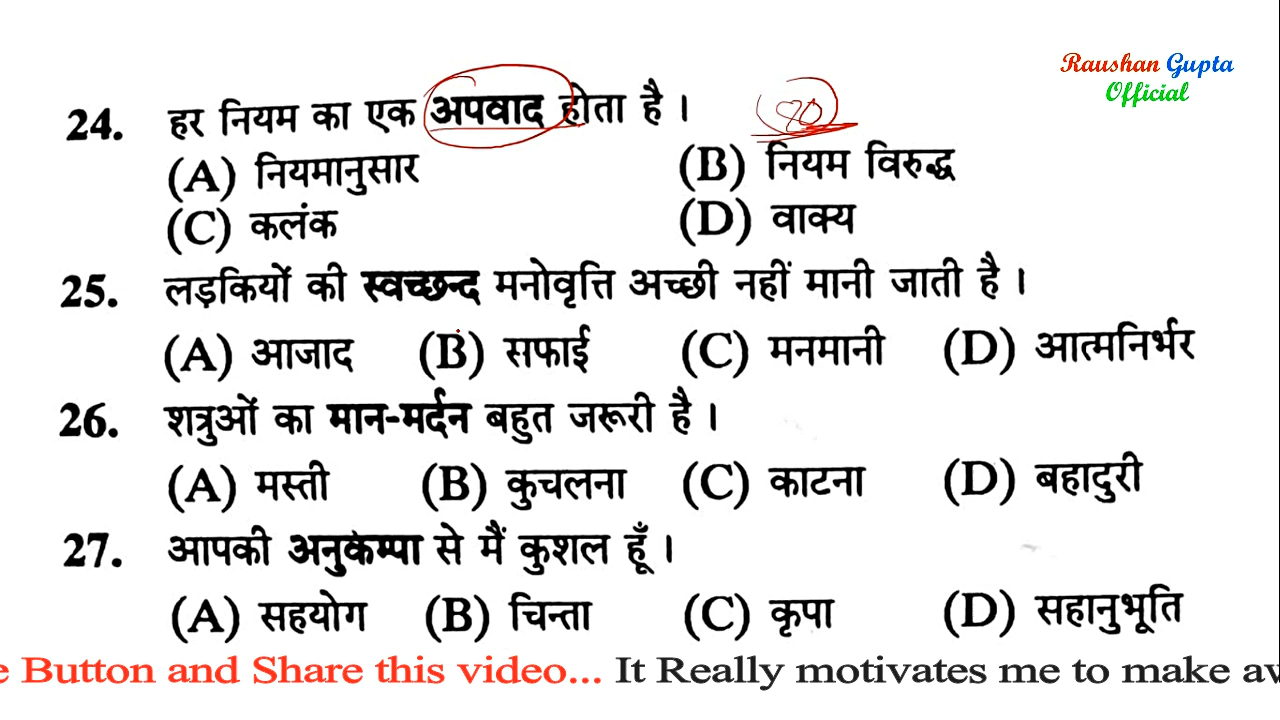 Raushan Gupta
Official
24. हर नियम का एक अपवाद होता है ।
(A) नियमानुसार (B) नियम विरुद्ध
(C) कलंक (D) वाक्य
25. लड़कियों की स्वच्छन्द मनोवृत्ति अच्छी नहीं मानी जाती है ।
(A) आजाद (B) सफाई (C) मनमानी (D) आत्मनिर्भर
26. शत्रुओं का मान-मर्दन बहुत जरूरी है ।
(A) मस्ती (B) कुचलना (C) काटना (D) बहादुरी
27. आपकी अनुकम्पा से मैं कुशल हूँ ।
(A) सहयोग (B) चिन्ता (C) कृपा (D) सहानुभूति
e Button and Share this video... It Really motivates me to make av